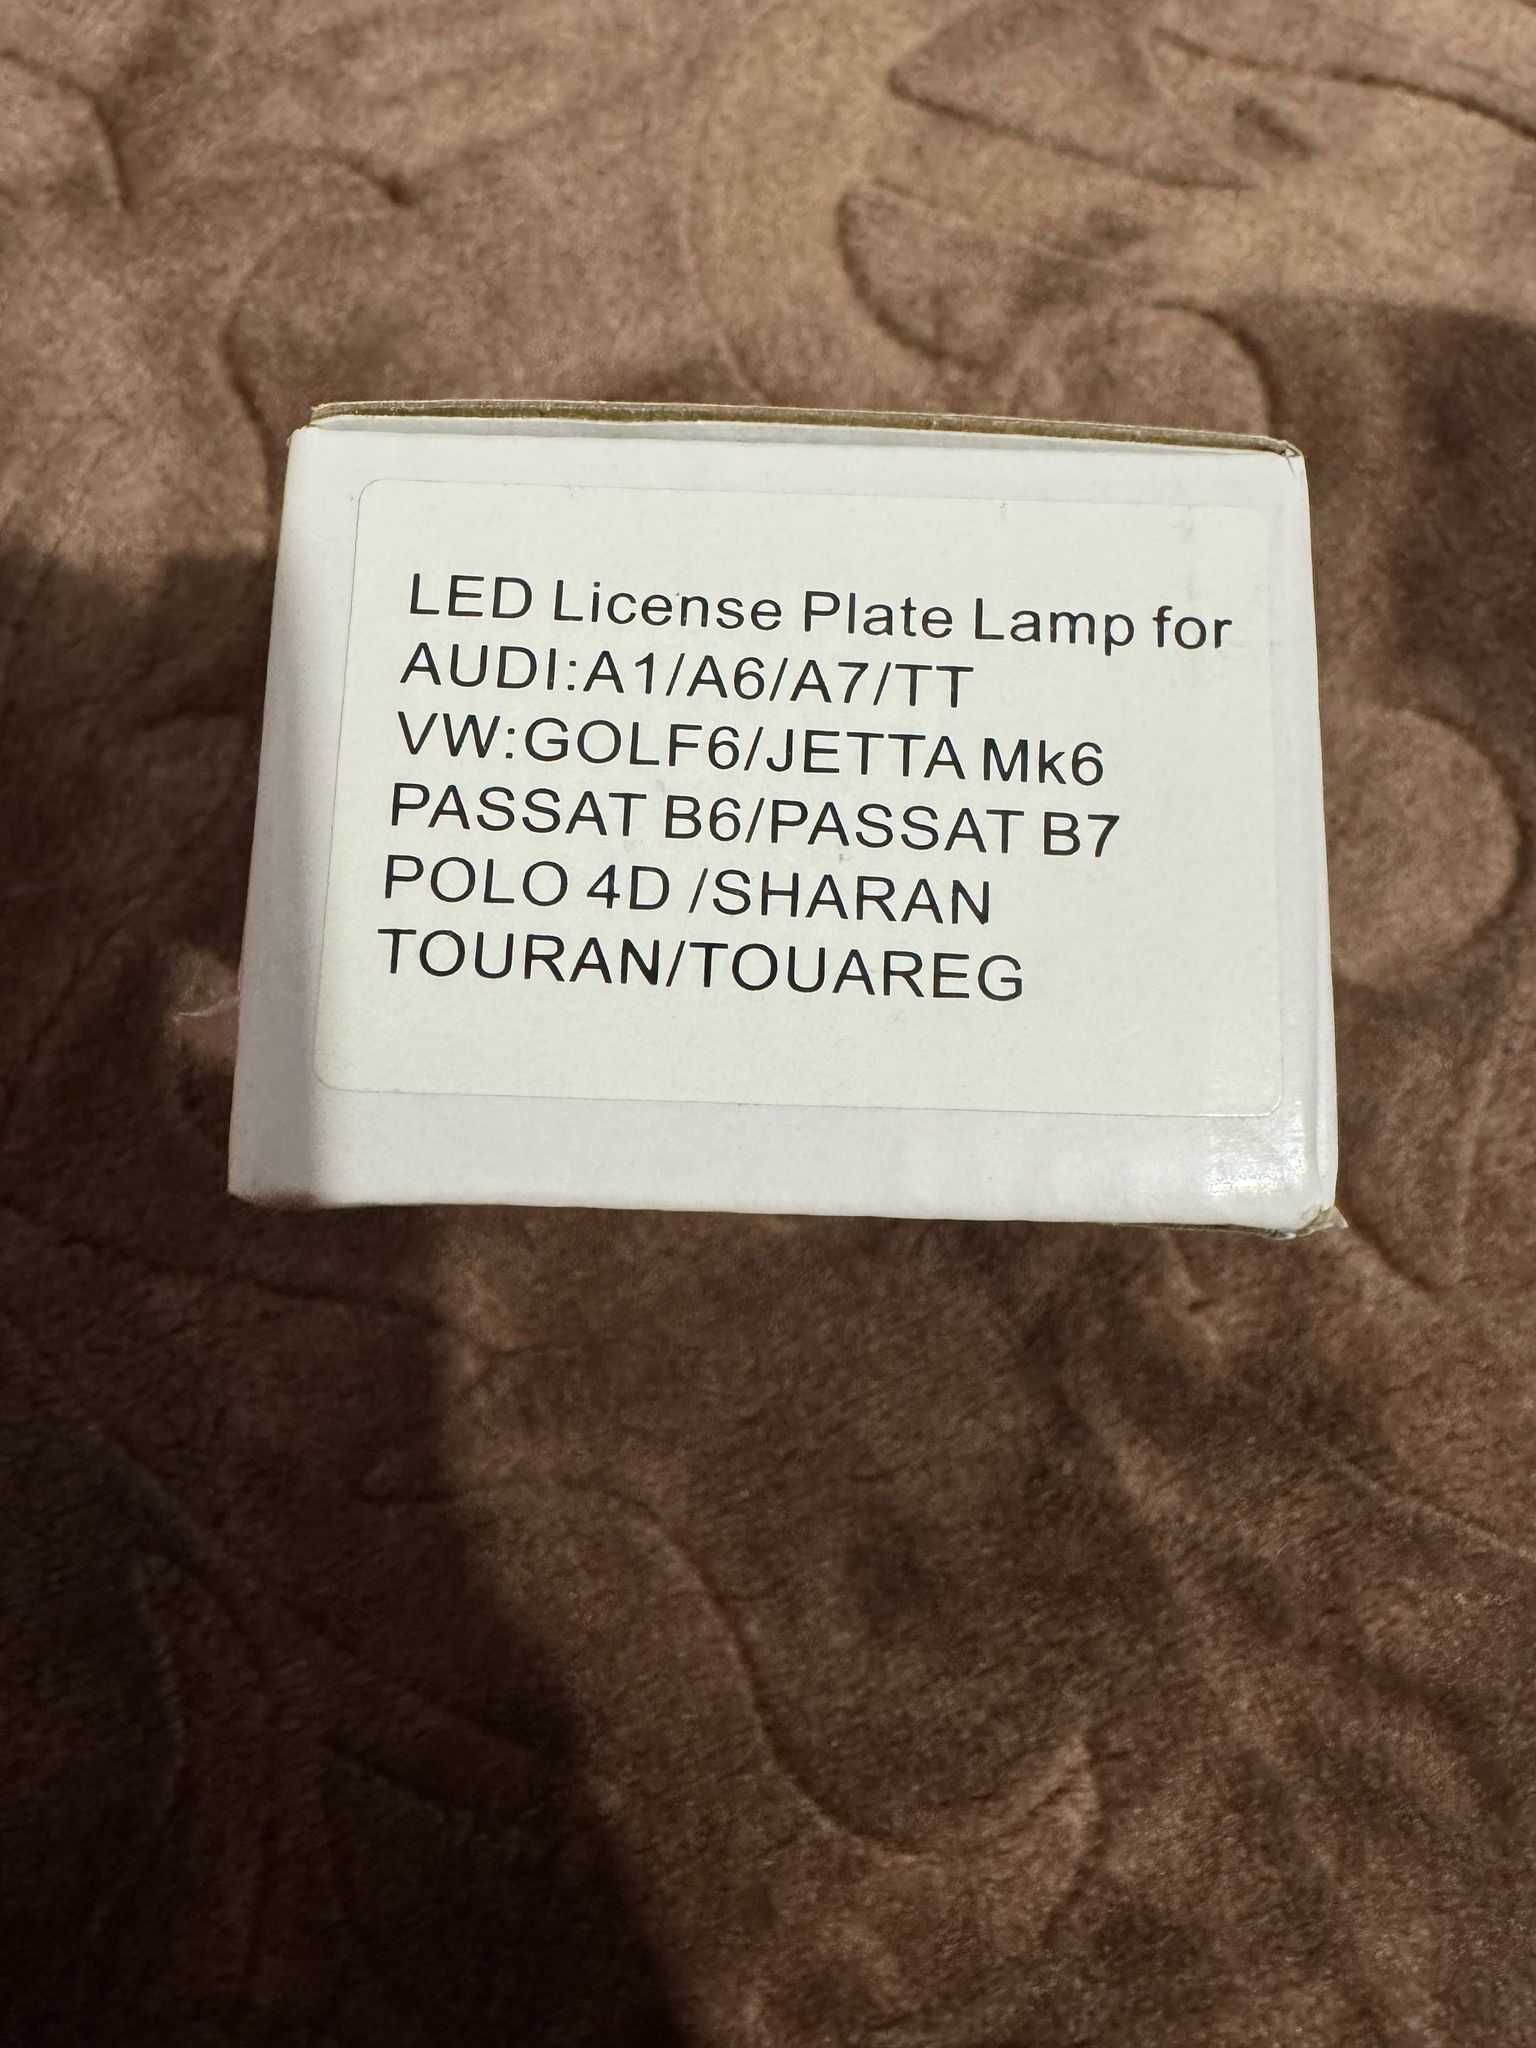 LED License Plate Lamp for
AUDI:A1/A6/A7/TT
VW:GOLF6/JETTA Mk6
PASSAT B6/PASSAT B7
POLO 4D /SHARAN
TOURAN/TOUAREG